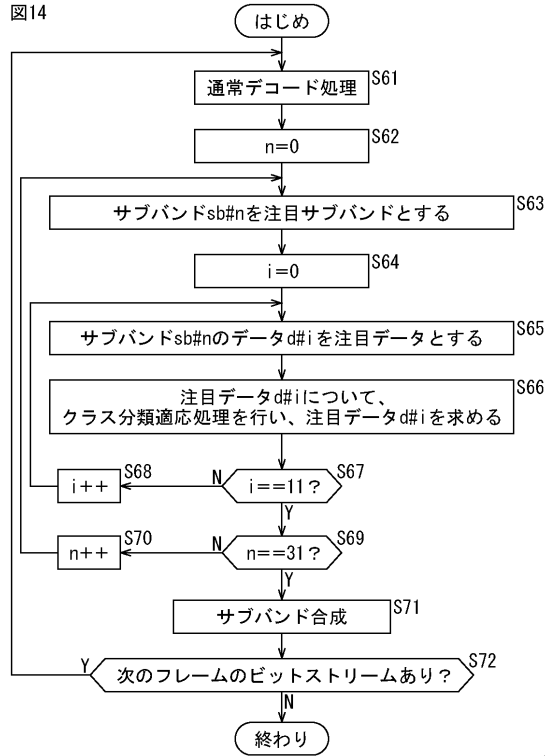 図14
はじめ
通常デコード処理
S61
n=0
S62
サブバンドsb#nを注目サブバンドとする
S63
i=0
S64
サブバンドsb#nのデータd#iを注目データとする
S65
注目データd#iについて、
クラス分類適応処理を行い、注目データd#iを求める
S66
i==11?
S67
N
Y
i++
S68
n==31?
S69
N
Y
n++
S70
サブバンド合成
S71
次のフレームのビットストリームあり?
S72
Y
N
終わり